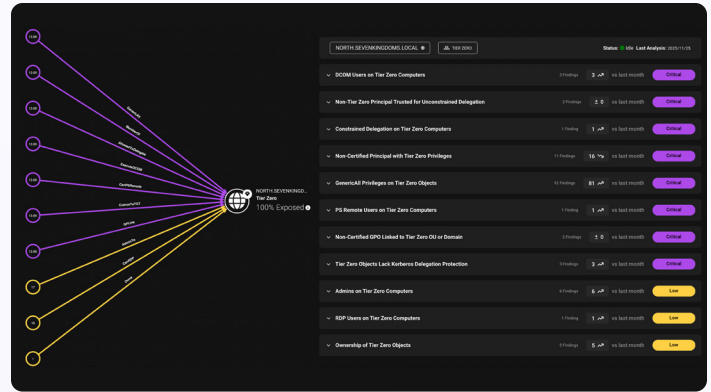 NORTH.SEVENKINGDOMS.LOCAL
TIER ZERO
Status: Idle Last Analysis: 2025/11/25
DCOM Users on Tier Zero Computers 3 vs last month Critical
Non-Tier Zero Principal Trusted for Unconstrained Delegation ± 0 vs last month Critical
Constrained Delegation on Tier Zero Computers 1 Finding 1 vs last month Critical
Non-Certified Principal with Tier Zero Privileges 11 Findings 16 vs last month Critical
GenericAll Privileges on Tier Zero Objects Findings 81 vs last month Critical
PS Remote Users on Tier Zero Computers 1 Finding 1 vs last month Critical
Non-Certified GPO Linked to Tier Zero OU or Domain Findings ± 0 vs last month Critical
Tier Zero Objects Lack Kerberos Delegation Protection Findings 3 vs last month Critical
Admins on Tier Zero Computers 6 Findings 6 vs last month Low
RDP Users on Tier Zero Computers 1 Finding 1 vs last month Low
Ownership of Tier Zero Objects Findings 5 vs last month Low
GenericAll
ExecuteDCOM
CanPSRemote
GPLink
AdminTo
CanRDP
Owns
NORTH.SEVENKINGD...
Tier Zero
100% Exposed